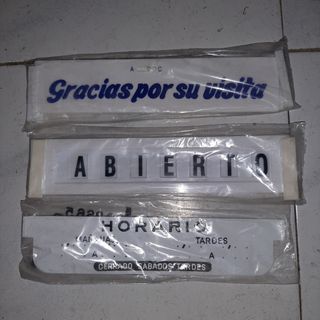 Gracias por su visita
ABIERTO
HORARIO
MAÑANAS TARDES
A A
CERRADO SABADOS TARDES